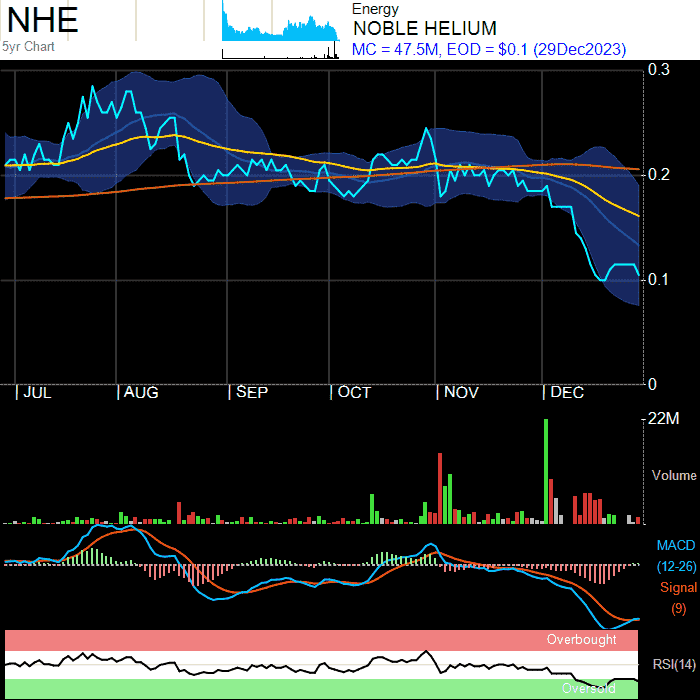 NHE
5yr Chart
Energy
NOBLE HELIUM
MC = 47.5M, EOD = $0.1 (29Dec2023)
0.3
0.2
0.1
0
JUL AUG SEP OCT NOV DEC
22M
Volume
MACD
(12-26)
Signal
(9)
Overbought
RSI(14)
Oversold